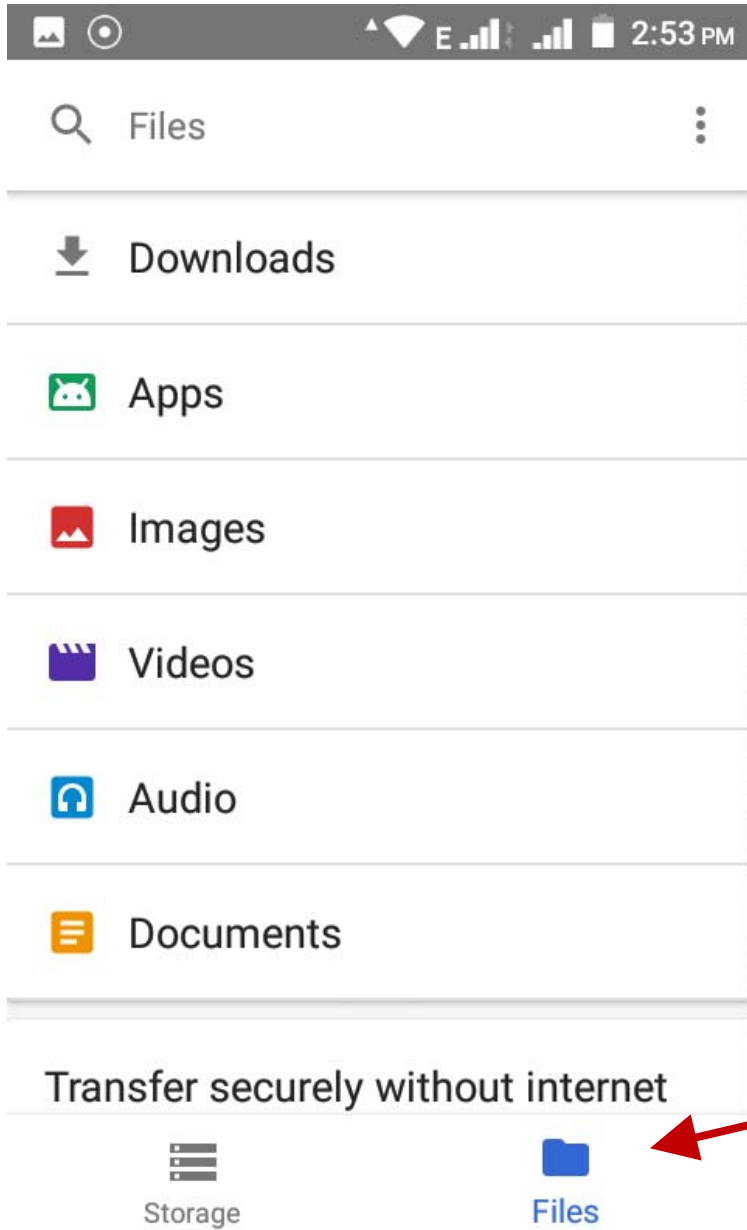 E 2:53 PM
Files
Downloads
Apps
Images
Videos
Audio
Documents
Transfer securely without internet
Storage
Files